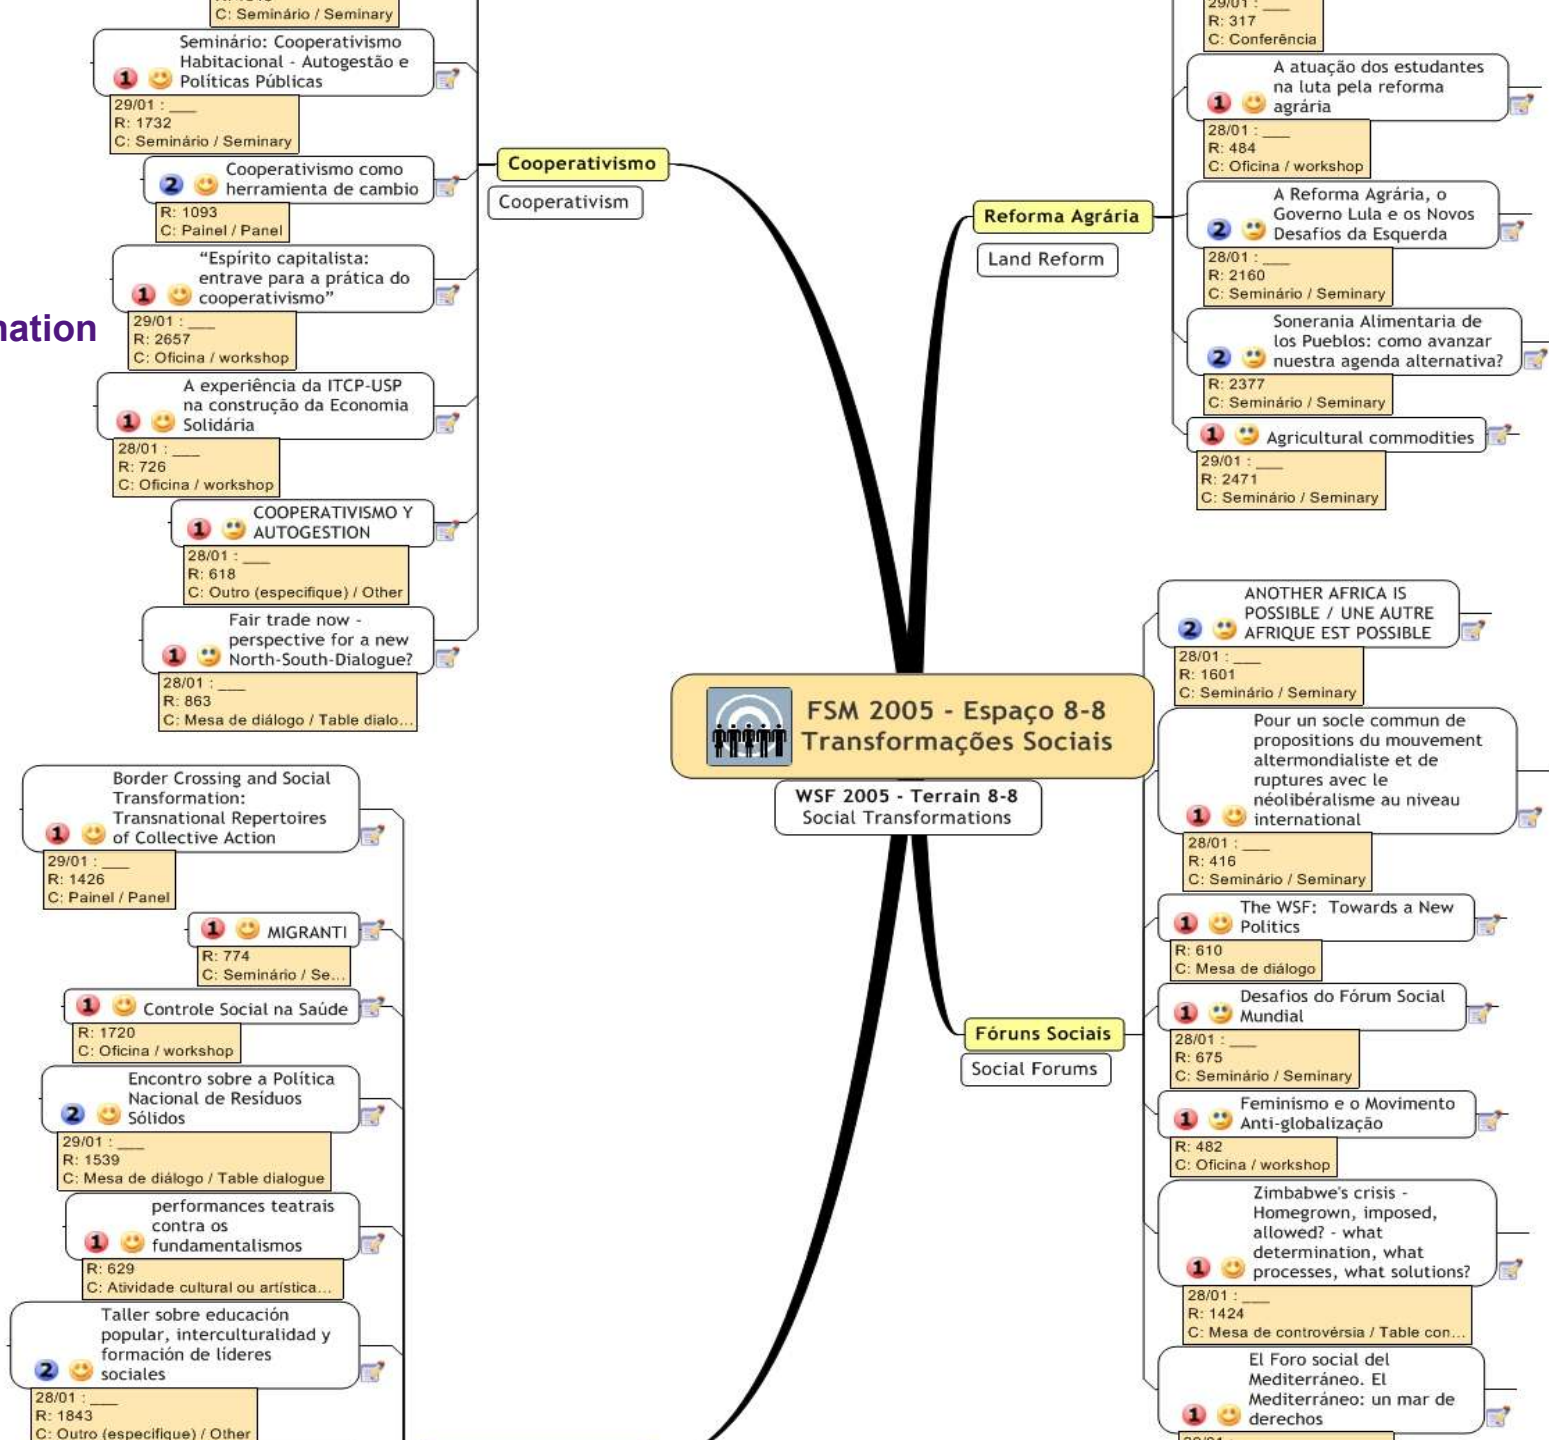 C: Seminário / Seminary
1
Seminário: Cooperativismo
Habitacional - Autogestão e
Políticas Públicas
29/01 : ___
R: 1732
C: Seminário / Seminary
2
Cooperativismo como
herramienta de cambio
R: 1093
C: Painel / Panel
1
“Espírito capitalista:
entrave para a prática do
cooperativismo”
29/01 : ___
R: 2657
C: Oficina / workshop
nation
1
A experiência da ITCP-USP
na construção da Economia
Solidária
28/01 : ___
R: 726
C: Oficina / workshop
1
COOPERATIVISMO Y
AUTOGESTION
28/01 : ___
R: 618
C: Outro (especifique) / Other
1
Fair trade now -
perspective for a new
North-South-Dialogue?
28/01 : ___
R: 863
C: Mesa de diálogo / Table dialo...
Cooperativismo
Cooperativism
29/01 : ___
R: 317
C: Conferência
1
A atuação dos estudantes
na luta pela reforma
agrária
28/01 : ___
R: 484
C: Oficina / workshop
2
A Reforma Agrária, o
Governo Lula e os Novos
Desafios da Esquerda
28/01 : ___
R: 2160
C: Seminário / Seminary
2
Sonerania Alimentaria de
los Pueblos: como avanzar
nuestra agenda alternativa?
R: 2377
C: Seminário / Seminary
1
Agricultural commodities
29/01 : ___
R: 2471
C: Seminário / Seminary
Reforma Agrária
Land Reform
FSM 2005 - Espaço 8-8
Transformações Sociais
WSF 2005 - Terrain 8-8
Social Transformations
1
Border Crossing and Social
Transformation:
Transnational Repertoires
of Collective Action
29/01 : ___
R: 1426
C: Painel / Panel
1
MIGRANTI
R: 774
C: Seminário / Se...
1
Controle Social na Saúde
R: 1720
C: Oficina / workshop
2
Encontro sobre a Política
Nacional de Resíduos
Sólidos
29/01 : ___
R: 1539
C: Mesa de diálogo / Table dialogue
1
performances teatrais
contra os
fundamentalismos
R: 629
C: Atividade cultural ou artística...
2
Taller sobre educación
popular, interculturalidad y
formación de líderes
sociales
28/01 : ___
R: 1843
C: Outro (especifique) / Other
2
ANOTHER AFRICA IS
POSSIBLE / UNE AUTRE
AFRIQUE EST POSSIBLE
28/01 : ___
R: 1601
C: Seminário / Seminary
1
Pour un socle commun de
propositions du mouvement
altermondialiste et de
ruptures avec le
néolibéralisme au niveau
international
28/01 : ___
R: 416
C: Seminário / Seminary
1
The WSF: Towards a New
Politics
R: 610
C: Mesa de diálogo
1
Desafios do Fórum Social
Mundial
28/01 : ___
R: 675
C: Seminário / Seminary
Fóruns Sociais
Social Forums
1
Feminismo e o Movimento
Anti-globalização
R: 482
C: Oficina / workshop
1
Zimbabwe's crisis -
Homegrown, imposed,
allowed? - what
determination, what
processes, what solutions?
28/01 : ___
R: 1424
C: Mesa de controvérsia / Table con...
1
El Foro social del
Mediterráneo. El
Mediterráneo: un mar de
derechos